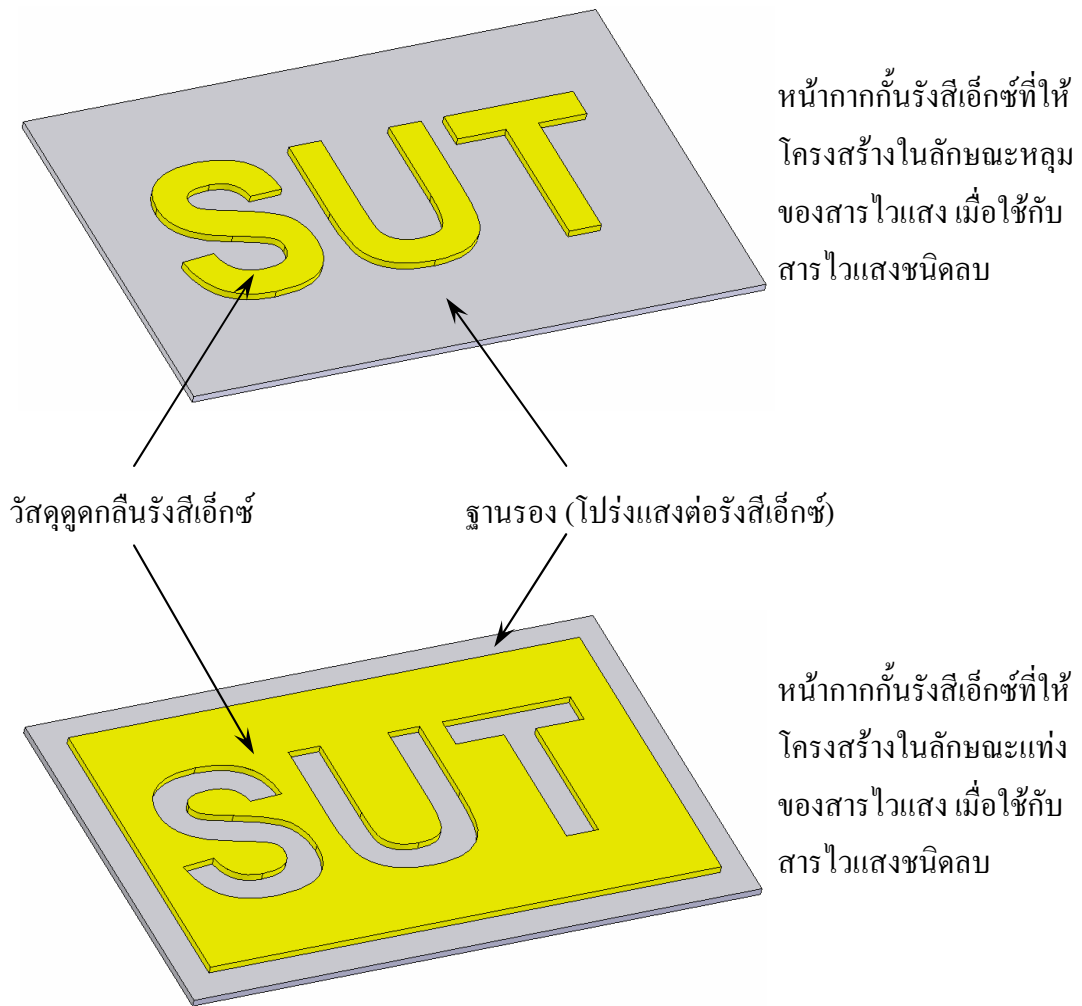 หน้ากากกั้นรังสีเอ็กซ์ที่ให้
โครงสร้างในลักษณะหลุม
ของสารไวแสง เมื่อใช้กับ
สารไวแสงชนิดลบ
SUT
วัสดุดูดกลืนรังสีเอ็กซ์
ฐานรอง (โปร่งแสงต่อรังสีเอ็กซ์)
หน้ากากกั้นรังสีเอ็กซ์ที่ให้
โครงสร้างในลักษณะแท่ง
ของสารไวแสง เมื่อใช้กับ
สารไวแสงชนิดลบ
SUT